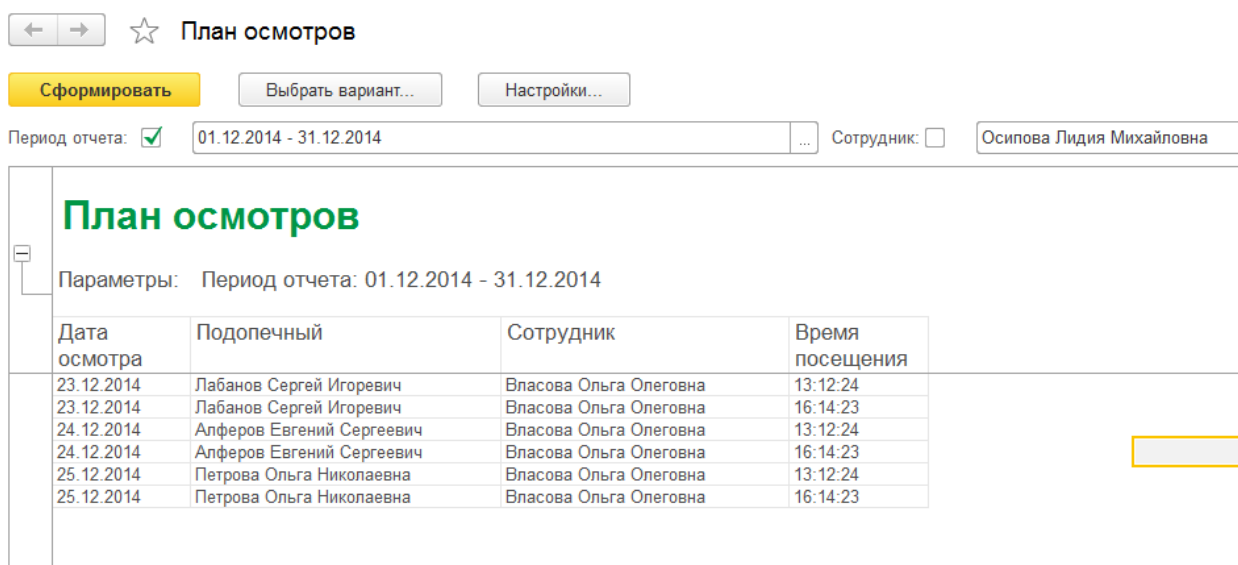 План осмотров
Сформировать Выбрать вариант... Настройки...
Период отчета: 01.12.2014 - 31.12.2014 ... Сотрудник: Осипова Лидия Михайловна
План осмотров
Параметры: Период отчета: 01.12.2014 - 31.12.2014
Дата осмотра Подопечный Сотрудник Время посещения
23.12.2014 Лабанов Сергей Игоревич Власова Ольга Олеговна 13:12:24
23.12.2014 Лабанов Сергей Игоревич Власова Ольга Олеговна 16:14:23
24.12.2014 Алферов Евгений Сергеевич Власова Ольга Олеговна 13:12:24
24.12.2014 Алферов Евгений Сергеевич Власова Ольга Олеговна 16:14:23
25.12.2014 Петрова Ольга Николаевна Власова Ольга Олеговна 13:12:24
25.12.2014 Петрова Ольга Николаевна Власова Ольга Олеговна 16:14:23